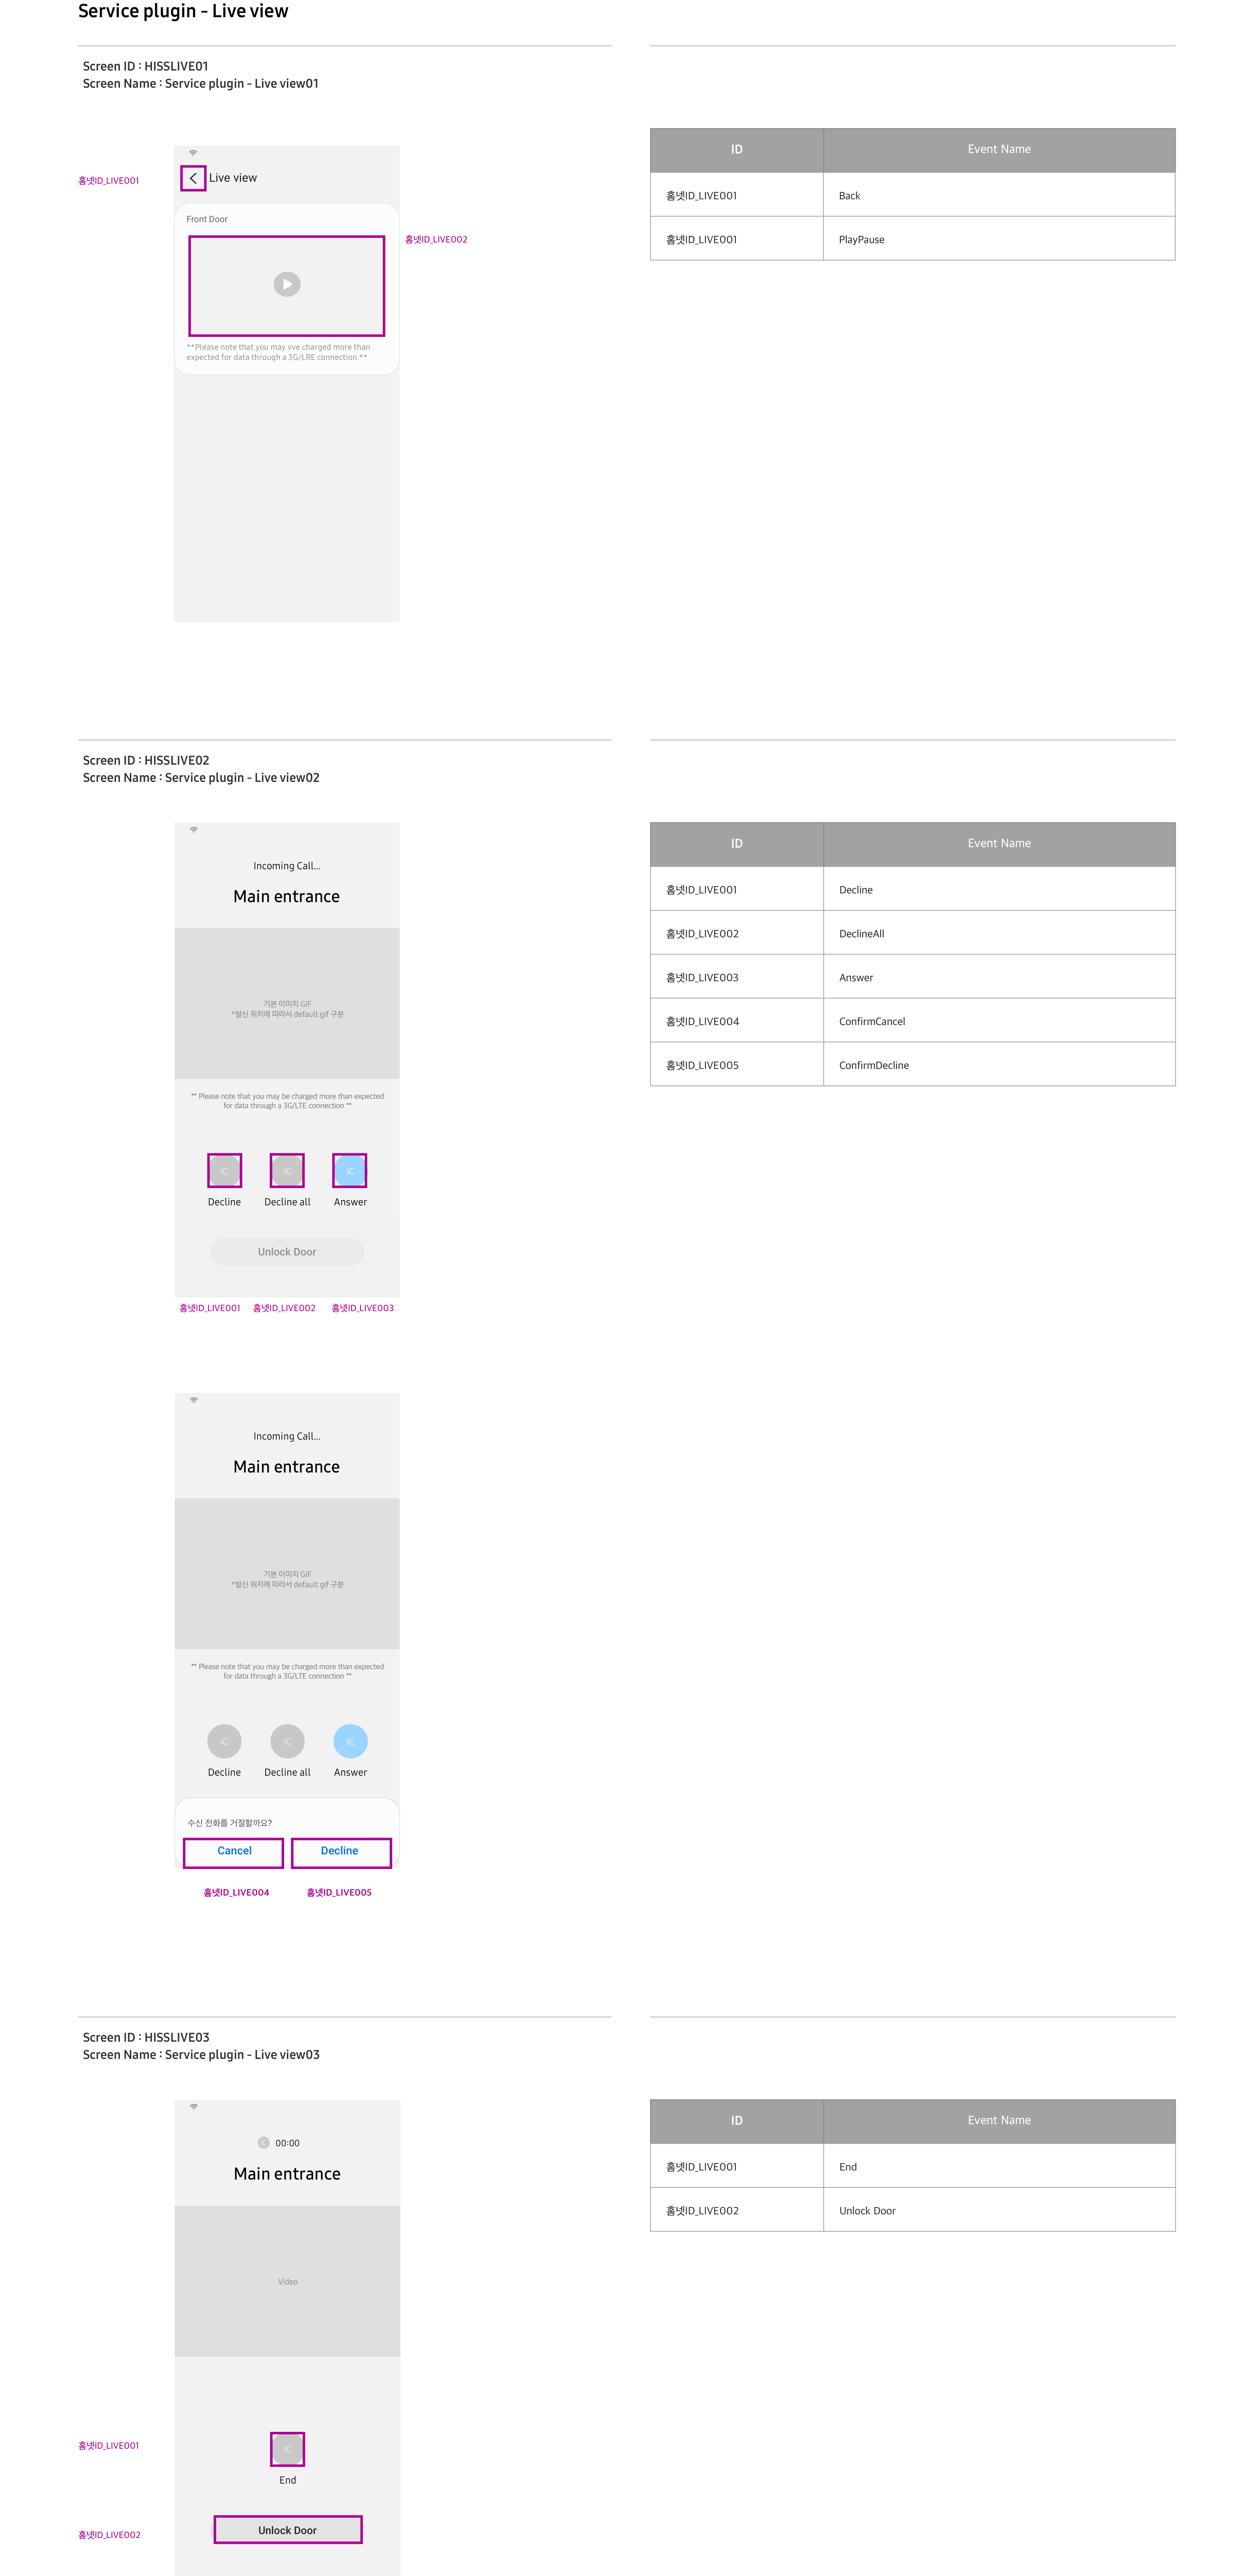 Service plugin - Live view
Screen ID : HISSLIVE01
Screen Name : Service plugin - Live view01
홈넷ID_LIVE001
Live view
Front Door
홈넷ID_LIVE002
**Please note that you may vve charged more than
expected for data through a 3G/LRE connection.**
ID Event Name
홈넷ID_LIVE001 Back
홈넷ID_LIVE001 PlayPause
Screen ID : HISSLIVE02
Screen Name : Service plugin - Live view02
Incoming Call...
Main entrance
기본 이미지 GIF
*발신 위치에 따라서 default gif 구분
** Please note that you may be charged more than expected
for data through a 3G/LTE connection **
IC IC IC
Decline Decline all Answer
Unlock Door
홈넷ID_LIVE001 홈넷ID_LIVE002 홈넷ID_LIVE003
ID Event Name
홈넷ID_LIVE001 Decline
홈넷ID_LIVE002 DeclineAll
홈넷ID_LIVE003 Answer
홈넷ID_LIVE004 ConfirmCancel
홈넷ID_LIVE005 ConfirmDecline
Incoming Call...
Main entrance
기본 이미지 GIF
*발신 위치에 따라서 default gif 구분
** Please note that you may be charged more than expected
for data through a 3G/LTE connection **
IC IC IC
Decline Decline all Answer
수신 전화를 거절할까요?
Cancel Decline
홈넷ID_LIVE004 홈넷ID_LIVE005
Screen ID : HISSLIVE03
Screen Name : Service plugin - Live view03
IC 00:00
Main entrance
Video
홈넷ID_LIVE001
IC
End
홈넷ID_LIVE002
Unlock Door
ID Event Name
홈넷ID_LIVE001 End
홈넷ID_LIVE002 Unlock Door